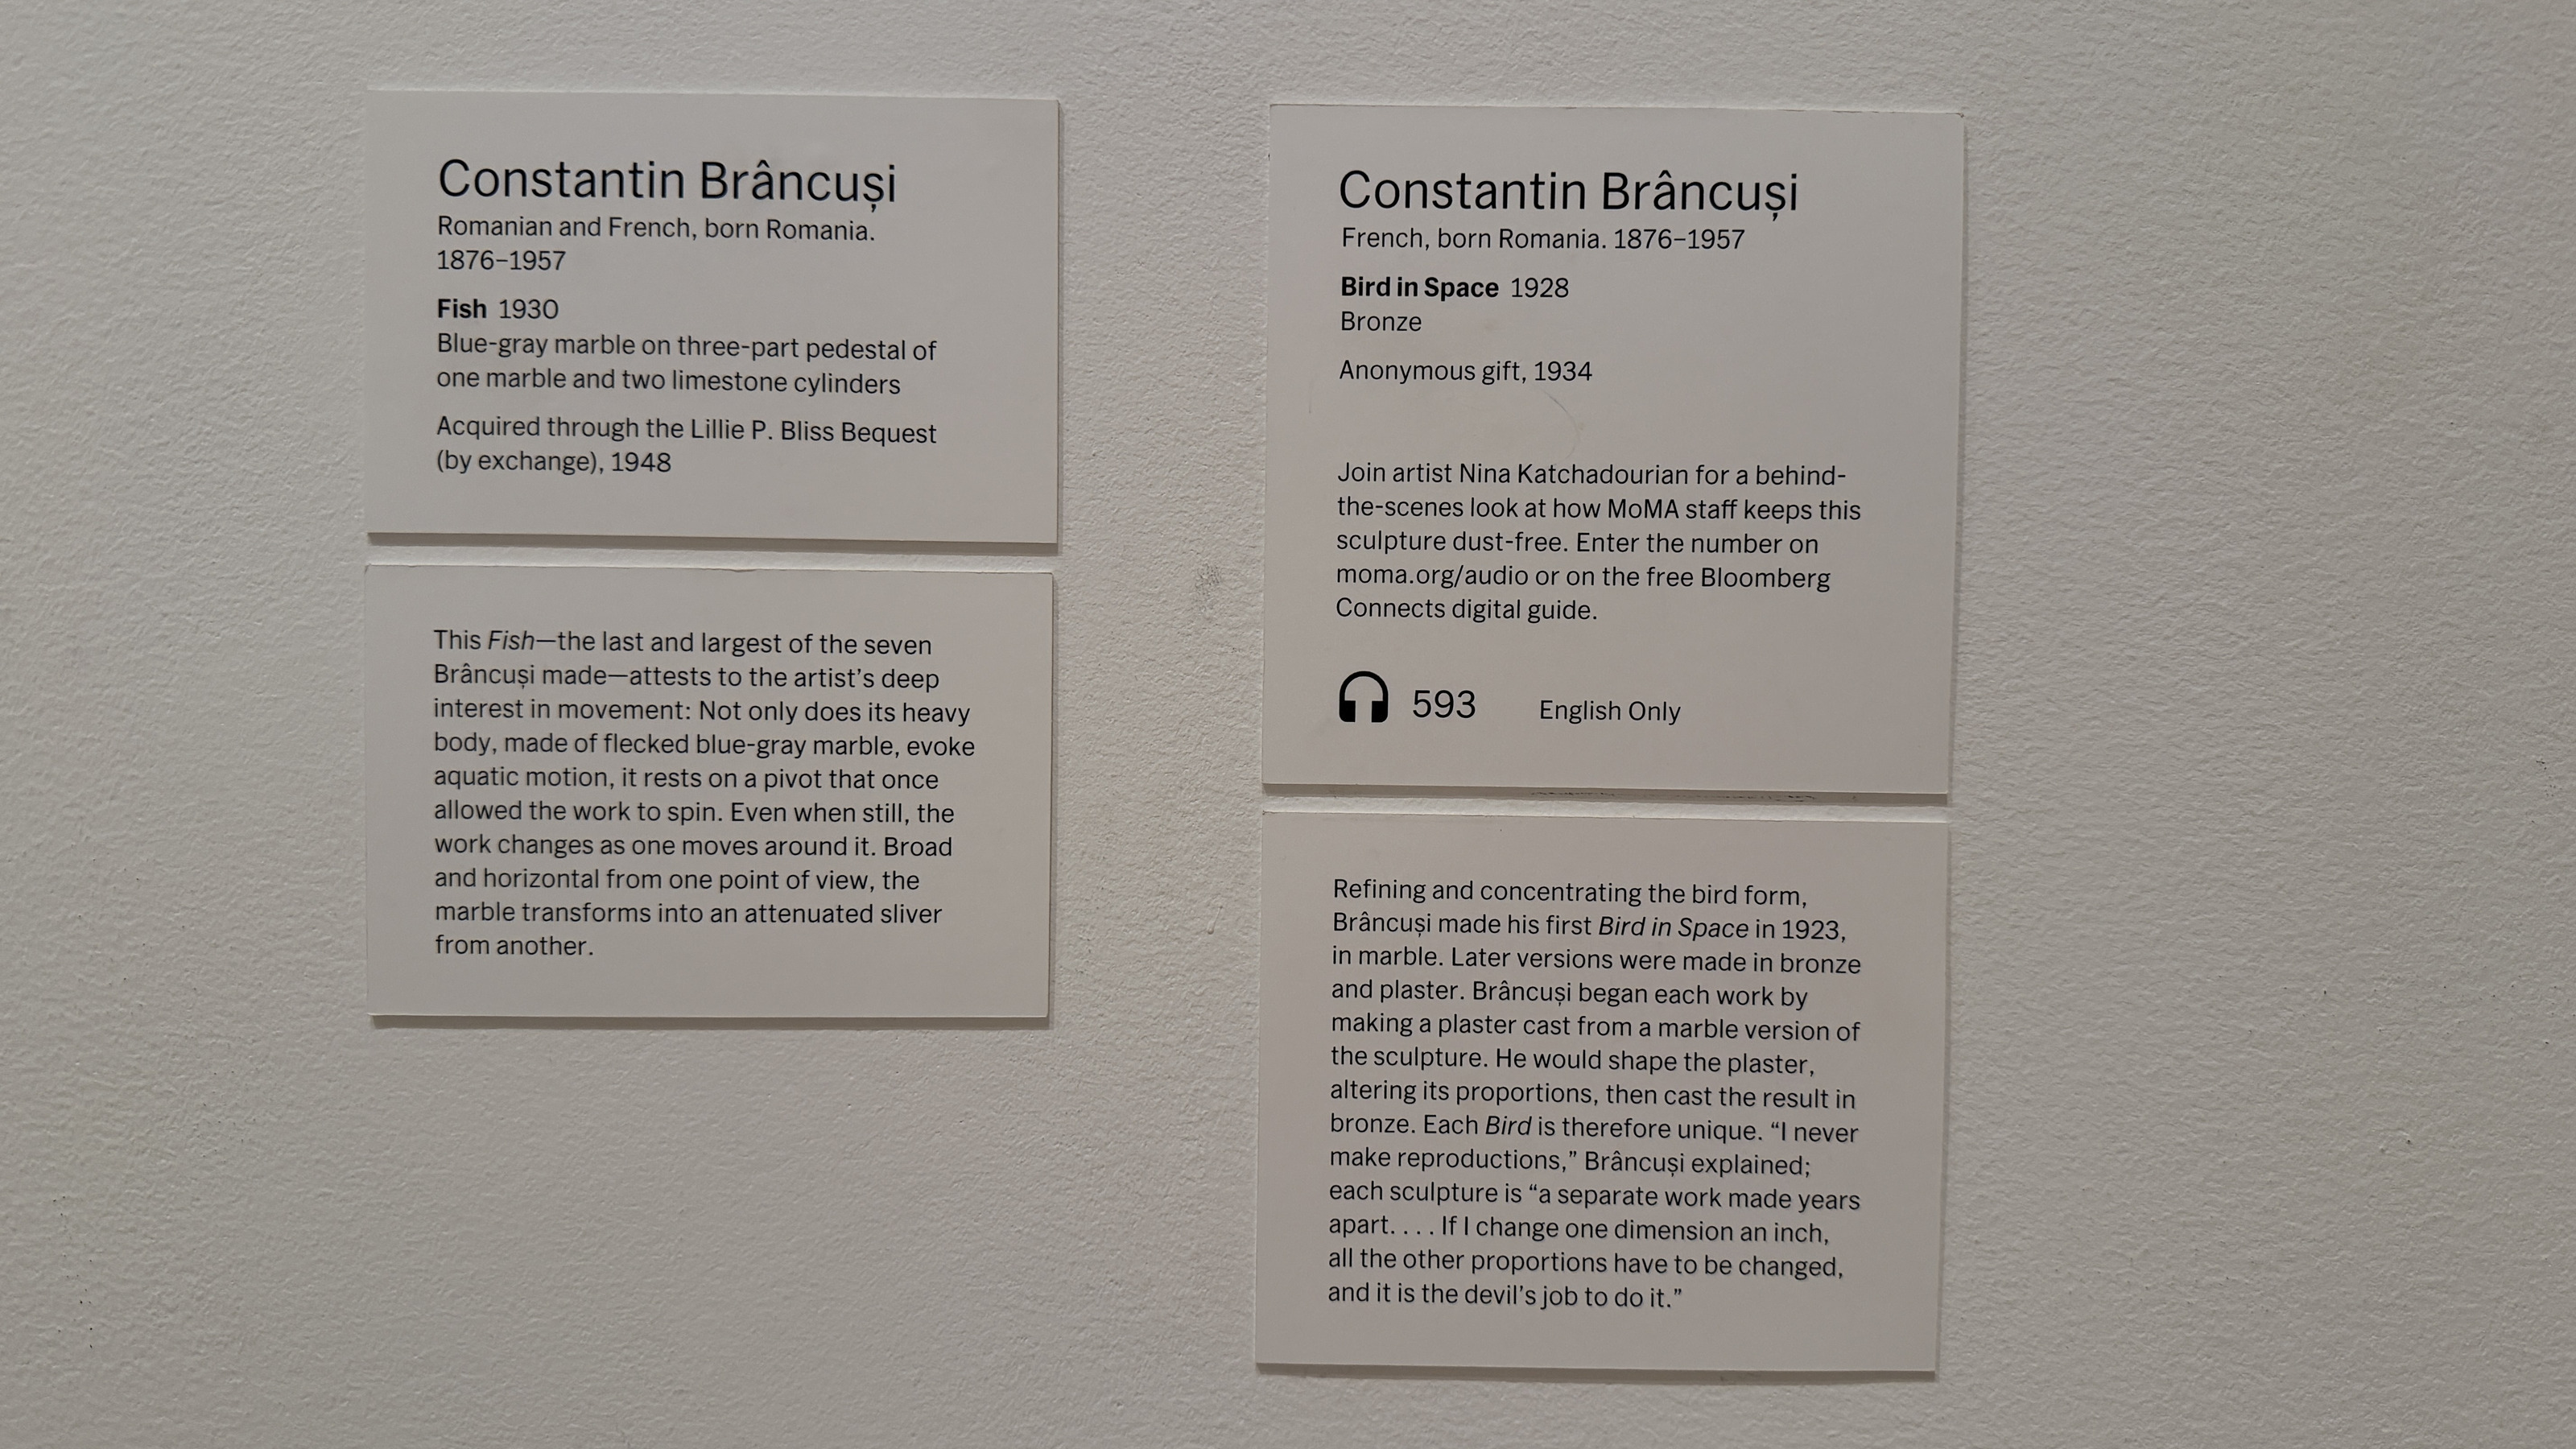 Constantin Brâncuși
Romanian and French, born Romania.
1876–1957
Fish 1930
Blue-gray marble on three-part pedestal of
one marble and two limestone cylinders
Acquired through the Lillie P. Bliss Bequest
(by exchange), 1948
This Fish—the last and largest of the seven
Brâncuși made—attests to the artist’s deep
interest in movement: Not only does its heavy
body, made of flecked blue-gray marble, evoke
aquatic motion, it rests on a pivot that once
allowed the work to spin. Even when still, the
work changes as one moves around it. Broad
and horizontal from one point of view, the
marble transforms into an attenuated sliver
from another.
Constantin Brâncuși
French, born Romania. 1876–1957
Bird in Space 1928
Bronze
Anonymous gift, 1934
Join artist Nina Katchadourian for a behind-
the-scenes look at how MoMA staff keeps this
sculpture dust-free. Enter the number on
moma.org/audio or on the free Bloomberg
Connects digital guide.
593 English Only
Refining and concentrating the bird form,
Brâncuși made his first Bird in Space in 1923,
in marble. Later versions were made in bronze
and plaster. Brâncuși began each work by
making a plaster cast from a marble version of
the sculpture. He would shape the plaster,
altering its proportions, then cast the result in
bronze. Each Bird is therefore unique. “I never
make reproductions,” Brâncuși explained;
each sculpture is “a separate work made years
apart. . . . If I change one dimension an inch,
all the other proportions have to be changed,
and it is the devil’s job to do it.”